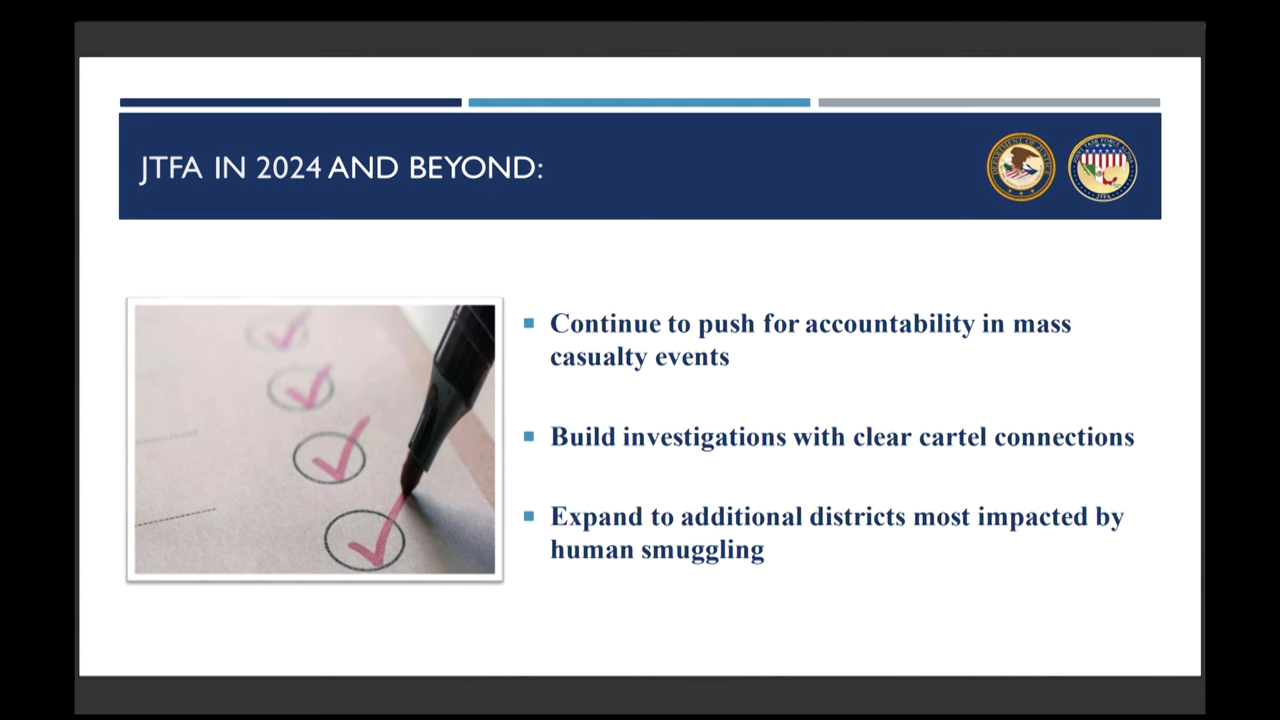 JTFA IN 2024 AND BEYOND:
Continue to push for accountability in mass
casualty events
Build investigations with clear cartel connections
Expand to additional districts most impacted by
human smuggling